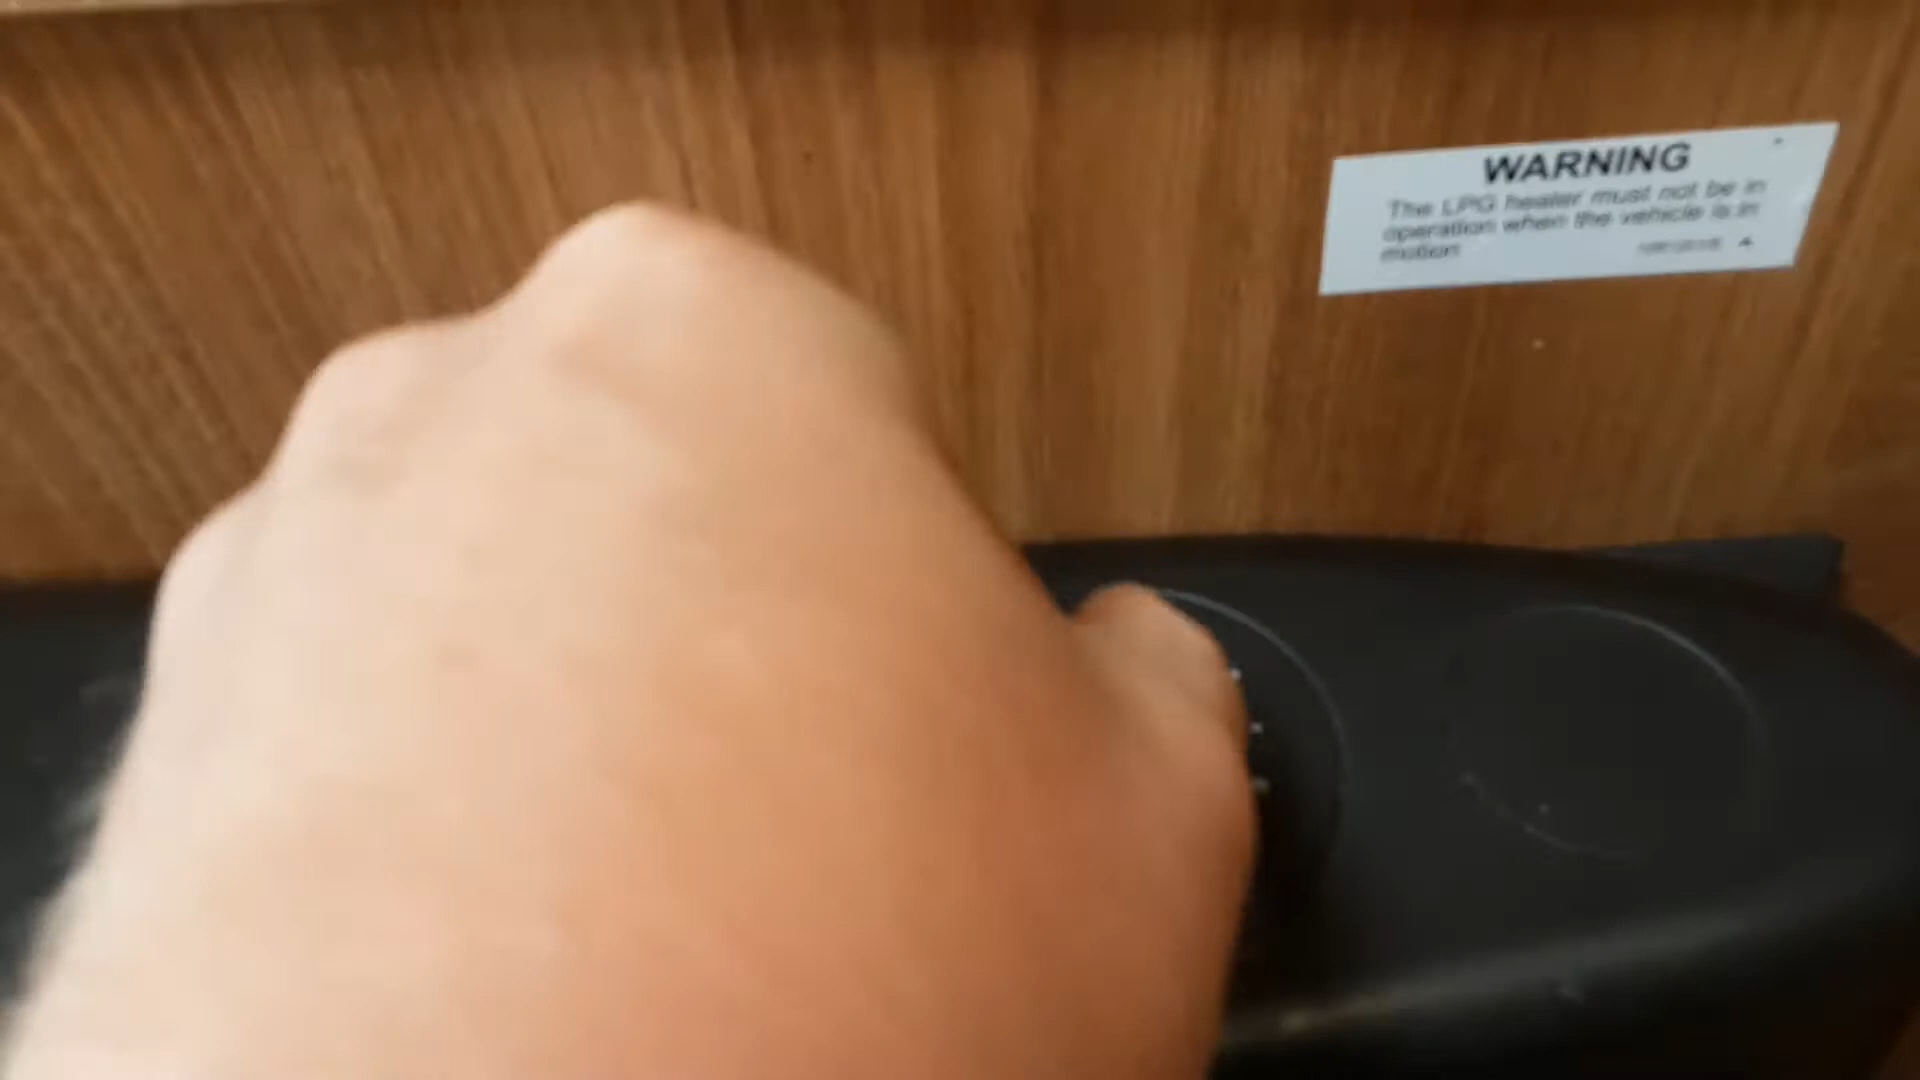 WARNING
The LPG heater must not be in
operation when the vehicle is in
motion